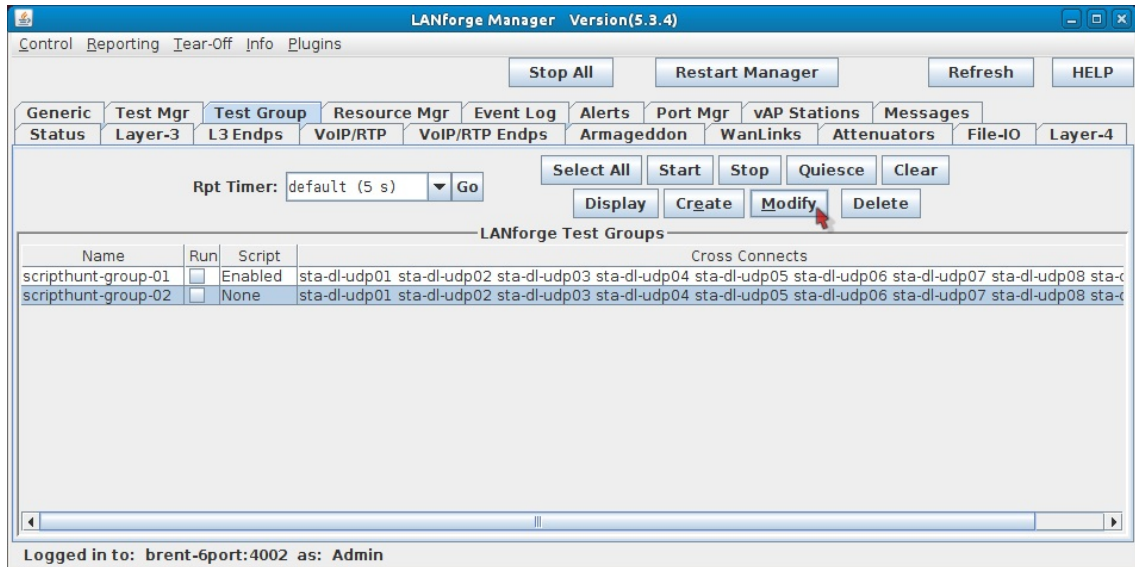 LANforge Manager Version(5.3.4)
Control Reporting Tear-Off Info Plugins
Stop All Restart Manager Refresh HELP
Generic Test Mgr Test Group Resource Mgr Event Log Alerts Port Mgr vAP Stations Messages
Status Layer-3 L3 Endps VoIP/RTP VoIP/RTP Endps Armageddon WanLinks Attenuators File-IO Layer-4
Select All Start Stop Quiesce Clear
Rpt Timer: default (5 s) Go
Display Create Modify Delete
LANforge Test Groups
Name Run Script Cross Connects
scripthunt-group-01 Enabled sta-dl-udp01 sta-dl-udp02 sta-dl-udp03 sta-dl-udp04 sta-dl-udp05 sta-dl-udp06 sta-dl-udp07 sta-dl-udp08
scripthunt-group-02 None sta-dl-udp01 sta-dl-udp02 sta-dl-udp03 sta-dl-udp04 sta-dl-udp05 sta-dl-udp06 sta-dl-udp07 sta-dl-udp08
Logged in to: brent-6port:4002 as: Admin